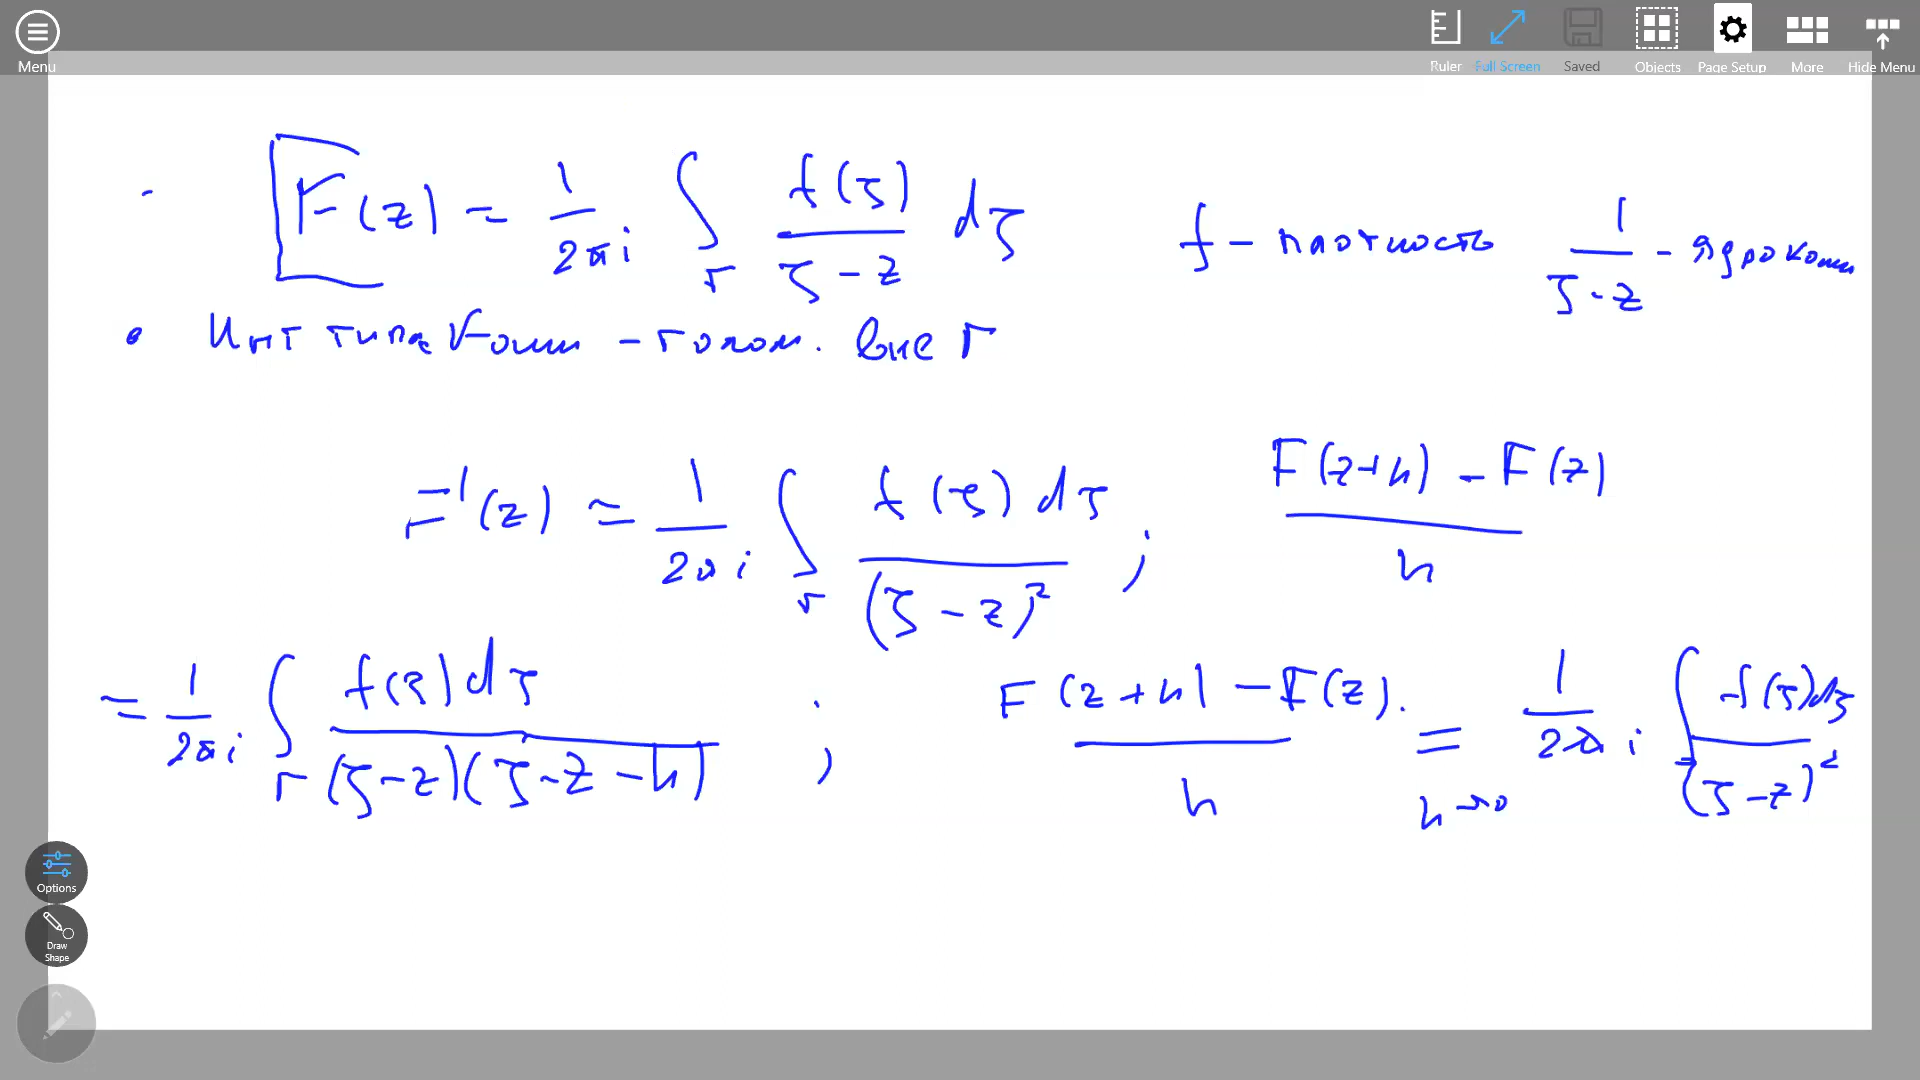 Menu Ruler Full Screen Saved Objects Page Setup More Hide Menu
F(z) = 1/(2πi) ∫_Γ f(ζ)/(ζ - z) dζ f - плотность 1/(ζ - z) - ядро Коши
• Инт типа Коши - голом. вне Γ
F'(z) = 1/(2πi) ∫_Γ f(ζ) dζ/(ζ - z)² ; (F(z+h) - F(z))/h
= 1/(2πi) ∫_Γ f(ζ) dζ/((ζ - z)(ζ - z - h)) ; (F(z+h) - F(z))/h = h→0 1/(2πi) ∫ f(ζ)dζ/(ζ - z)²
Options
Draw
Shape